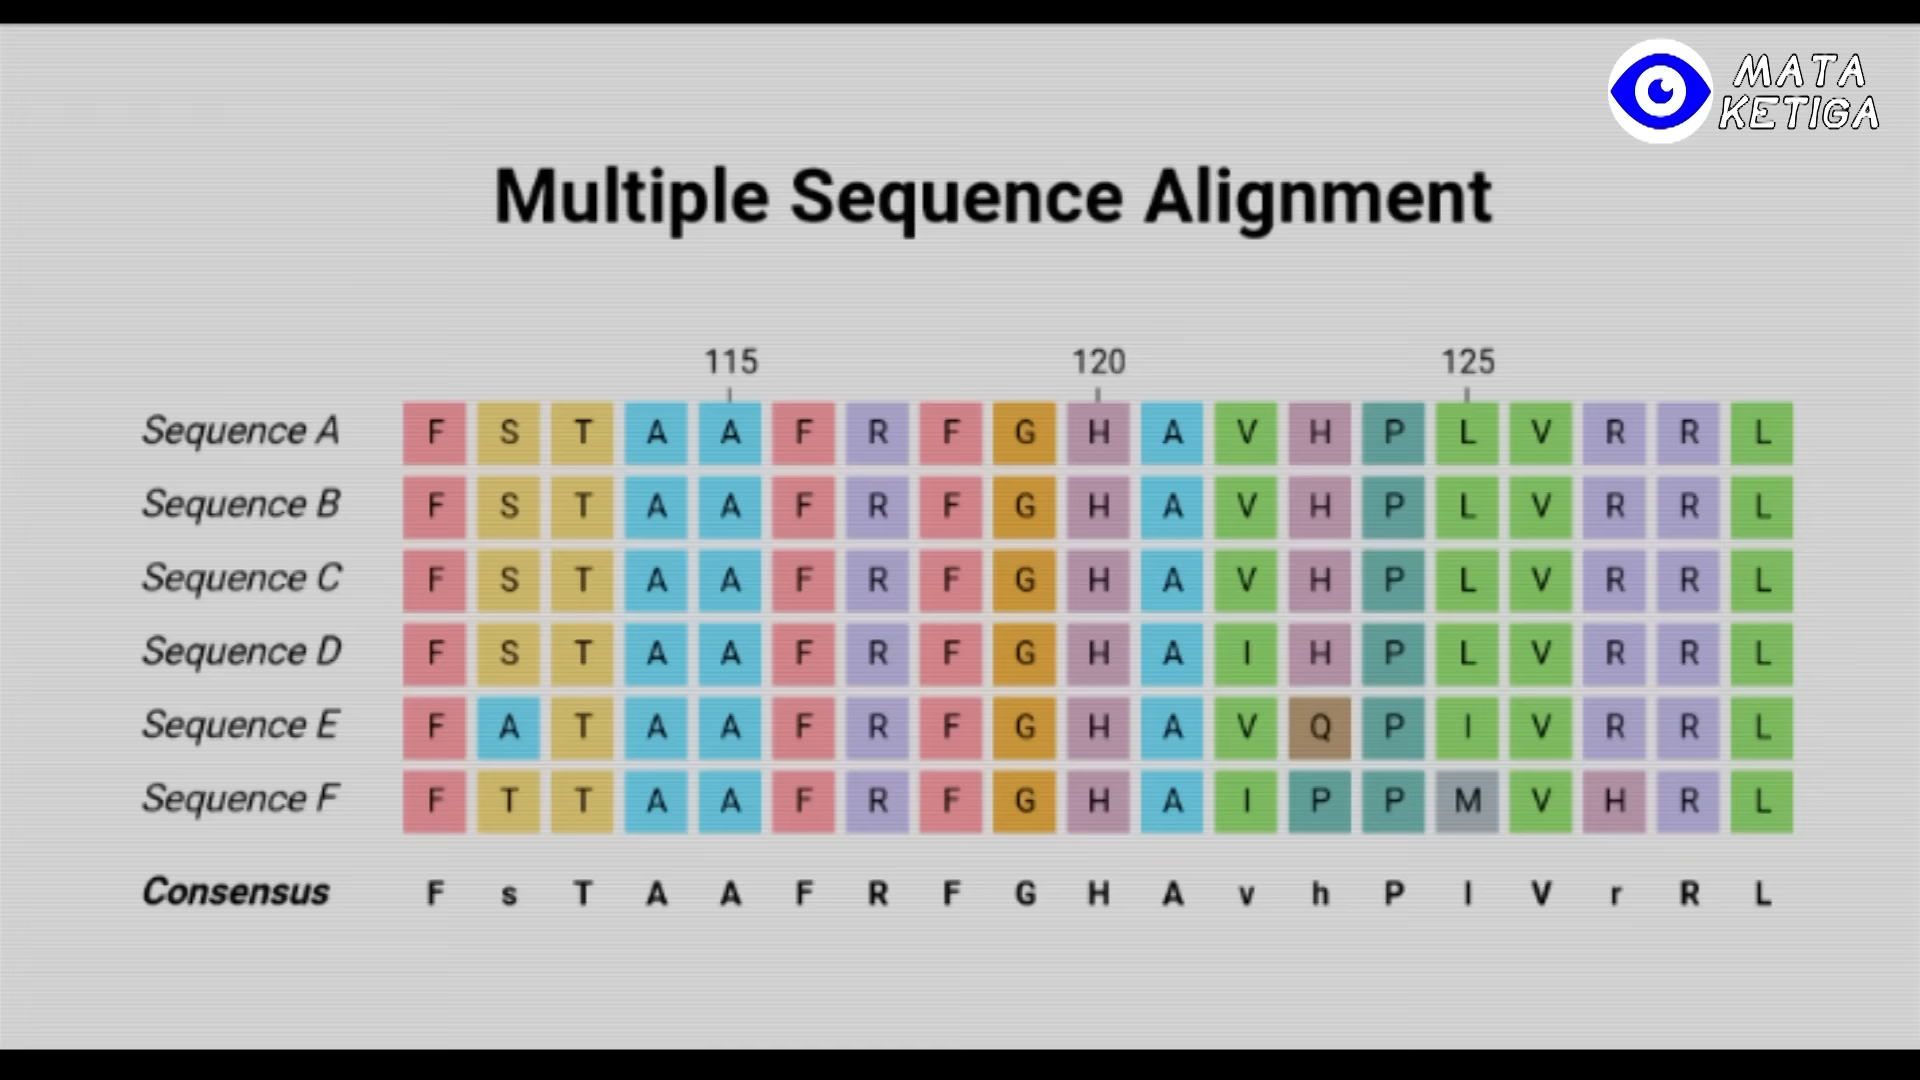 MATA
KETIGA
Multiple Sequence Alignment
115 120 125
Sequence A F S T A A F R F G H A V H P L V R R L
Sequence B F S T A A F R F G H A V H P L V R R L
Sequence C F S T A A F R F G H A V H P L V R R L
Sequence D F S T A A F R F G H A I H P L V R R L
Sequence E F A T A A F R F G H A V Q P I V R R L
Sequence F F T T A A F R F G H A I P P M V H R L
Consensus F s T A A F R F G H A v h P l V r R L